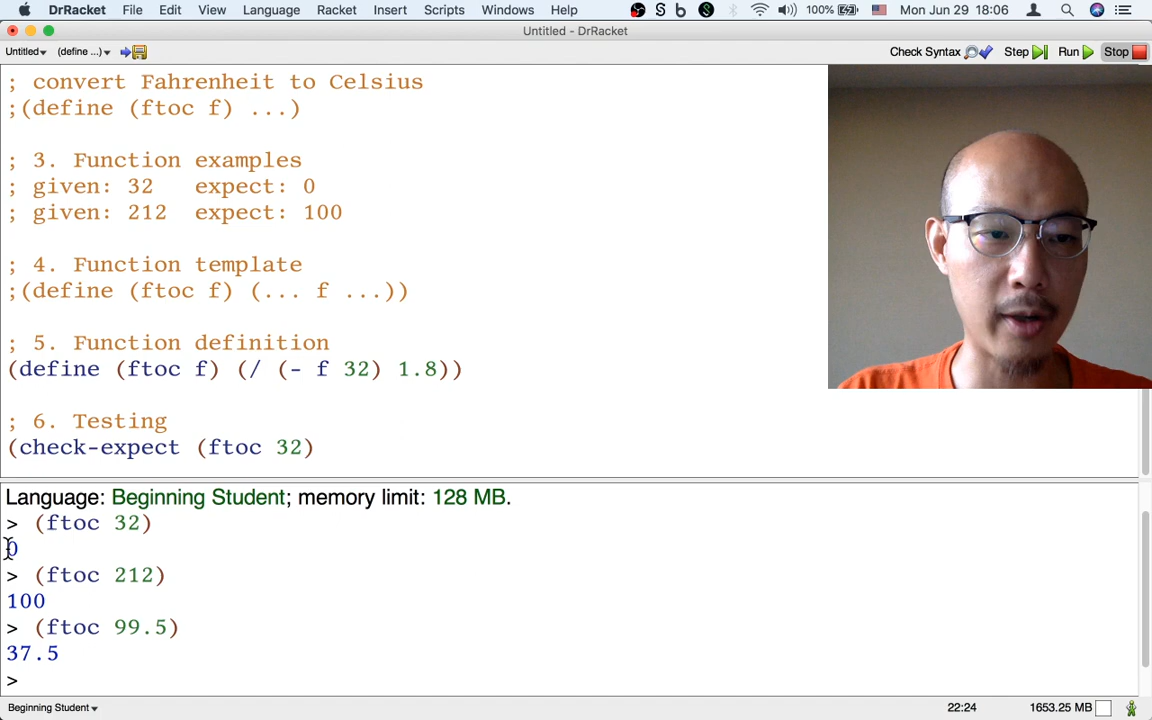 DrRacket File Edit View Language Racket Insert Scripts Windows Help 100% Mon Jun 29 18:06
Untitled - DrRacket
Untitled (define ...) Check Syntax Step Run Stop
; convert Fahrenheit to Celsius
;(define (ftoc f) ...)
; 3. Function examples
; given: 32 expect: 0
; given: 212 expect: 100
; 4. Function template
;(define (ftoc f) (... f ...))
; 5. Function definition
(define (ftoc f) (/ (- f 32) 1.8))
; 6. Testing
(check-expect (ftoc 32)
Language: Beginning Student; memory limit: 128 MB.
> (ftoc 32)
0
> (ftoc 212)
100
> (ftoc 99.5)
37.5
>
Beginning Student 22:24 1653.25 MB